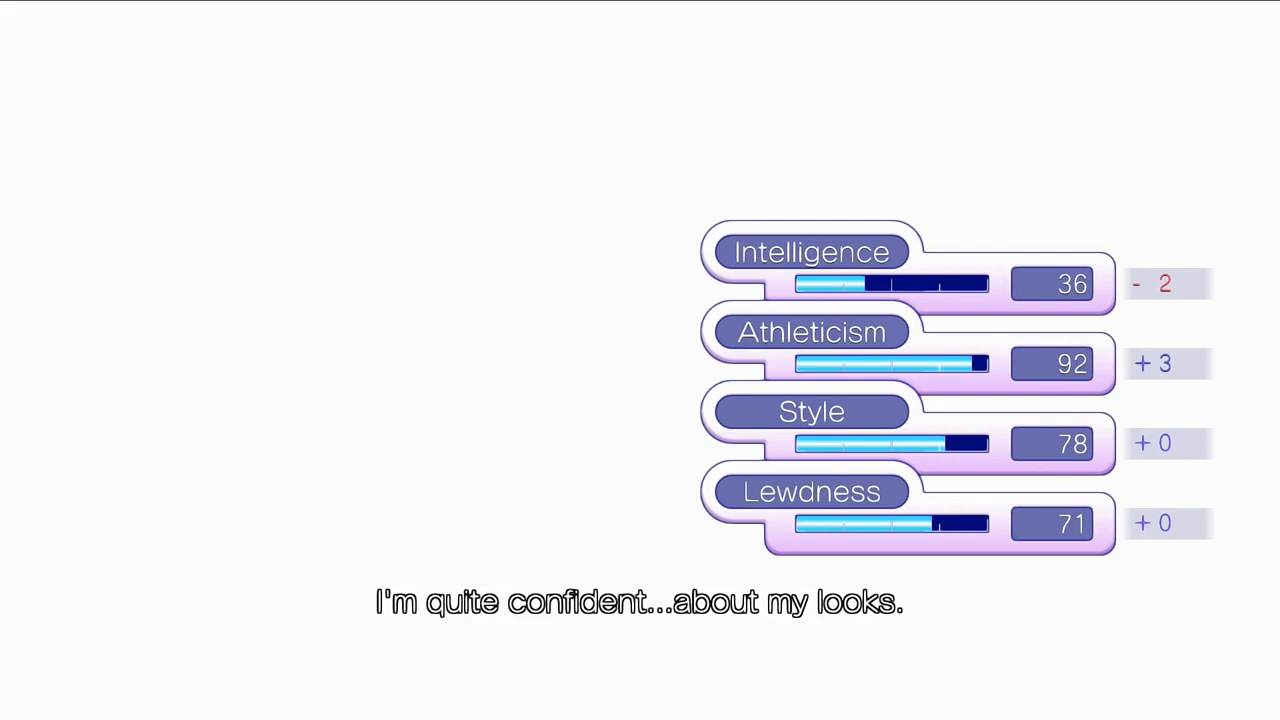 Intelligence
36 - 2
Athleticism
92 + 3
Style
78 + 0
Lewdness
71 + 0
I'm quite confident...about my looks.